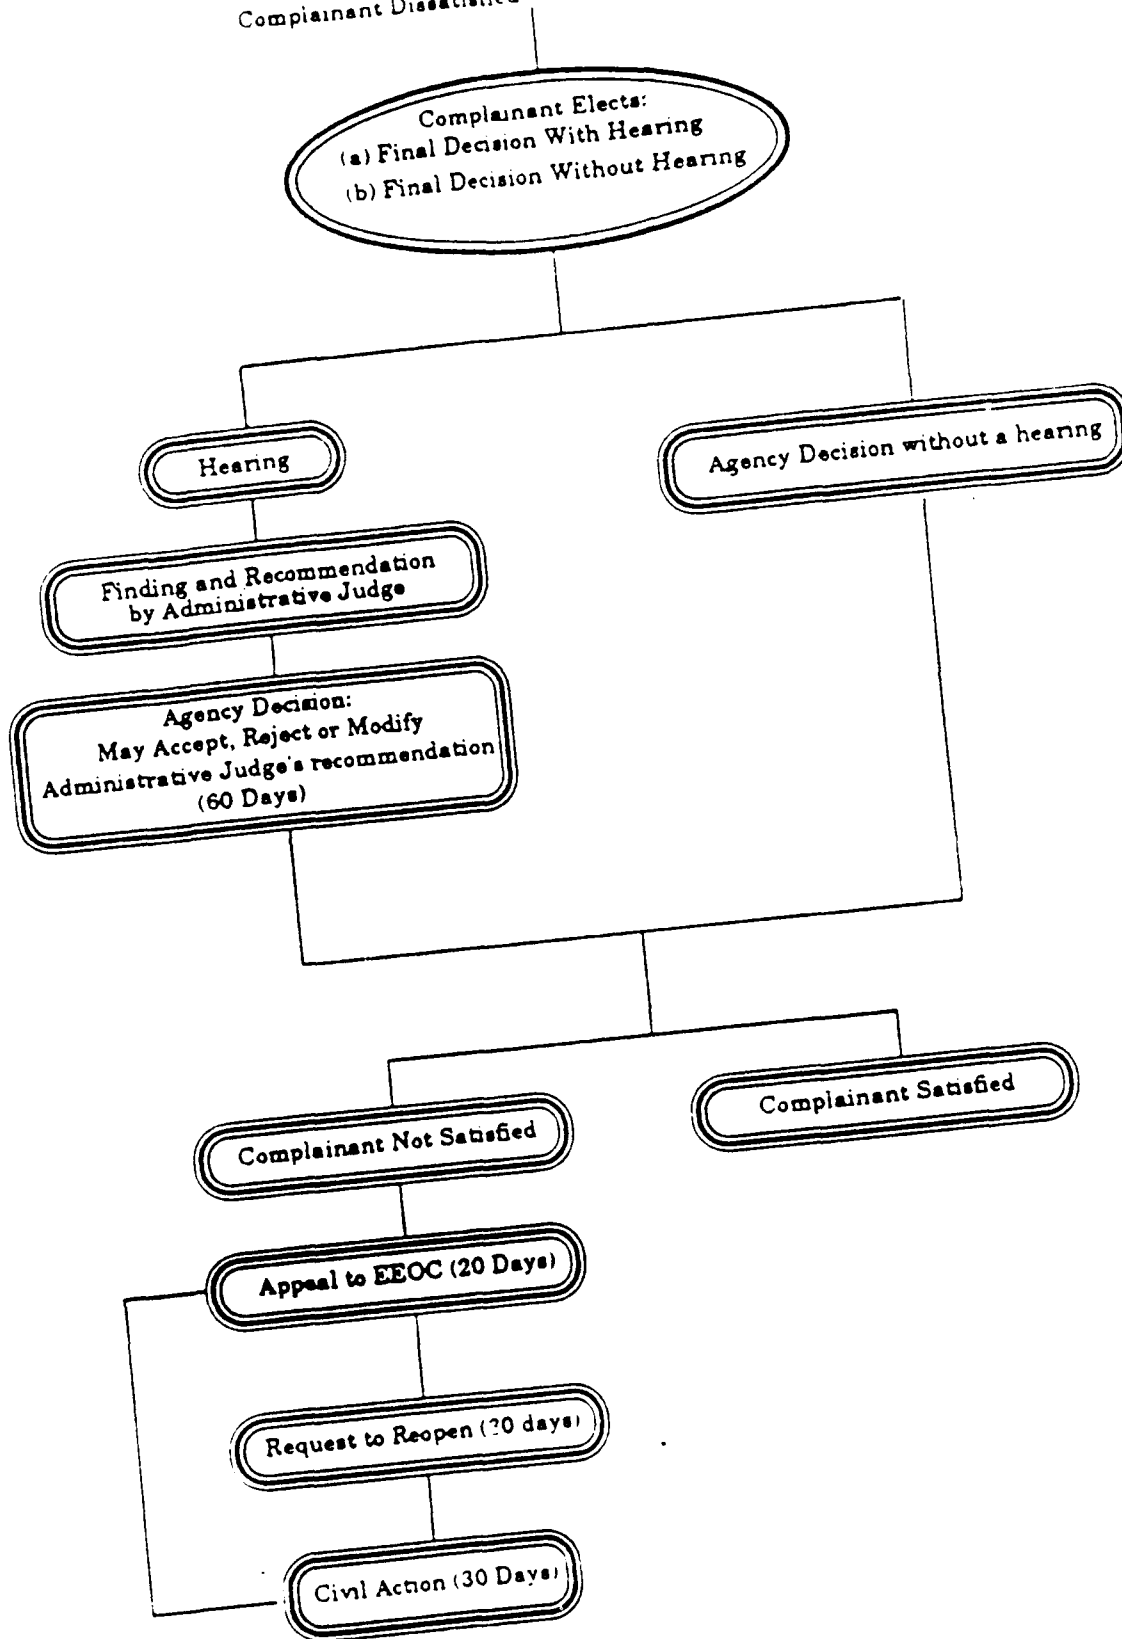 Complainant Dissatisfied
Complainant Elects:
(a) Final Decision With Hearing
(b) Final Decision Without Hearing
Hearing
Agency Decision without a hearing
Finding and Recommendation
by Administrative Judge
Agency Decision:
May Accept, Reject or Modify
Administrative Judge's recommendation
(60 Days)
Complainant Not Satisfied
Complainant Satisfied
Appeal to EEOC (20 Days)
Request to Reopen days)
Civil Action (30 Days)